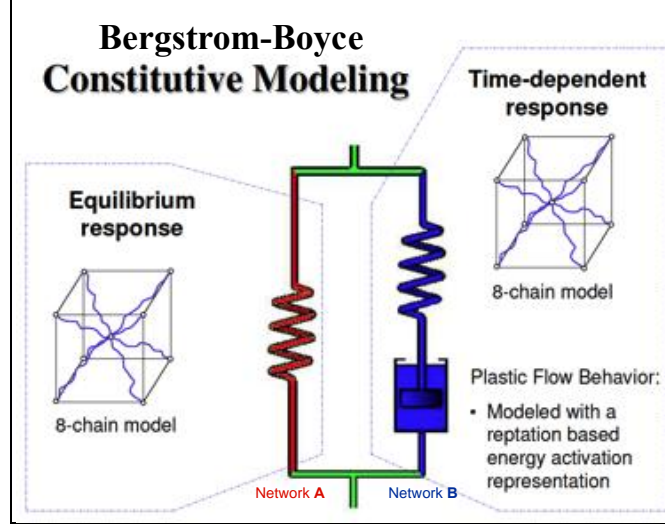 Bergstrom-Boyce
Constitutive Modeling
Time-dependent
response
Equilibrium
response
8-chain model
8-chain model
Plastic Flow Behavior:
• Modeled with a
reptation based
energy activation
representation
Network A
Network B